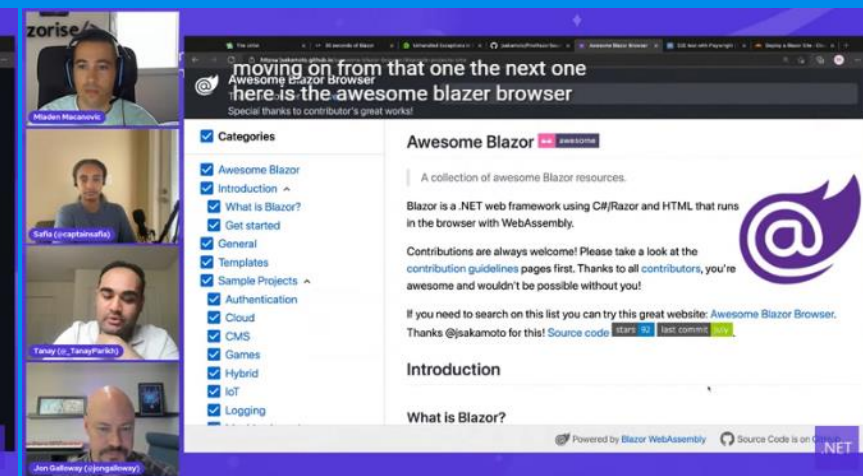 zorise/>
Mladen Macanovic
Safia (@captainsafia)
Tanay (@_TanayParikh)
Jon Galloway (@jongalloway)
moving on from that one the next one
here is the awesome blazer browser
Awesome Blazor Browser
Special thanks to contributor's great works!
Categories
Awesome Blazor
Introduction
What is Blazor?
Get started
General
Templates
Sample Projects
Authentication
Cloud
CMS
Games
Hybrid
IoT
Logging
Awesome Blazor awesome
A collection of awesome Blazor resources.
Blazor is a .NET web framework using C#/Razor and HTML that runs
in the browser with WebAssembly.
Contributions are always welcome! Please take a look at the
contribution guidelines pages first. Thanks to all contributors, you're
awesome and wouldn't be possible without you!
If you need to search on this list you can try this great website: Awesome Blazor Browser.
Thanks @jsakamoto for this! Source code stars 92 last commit july.
Introduction
What is Blazor?
Powered by Blazor WebAssembly Source Code is on
.NET